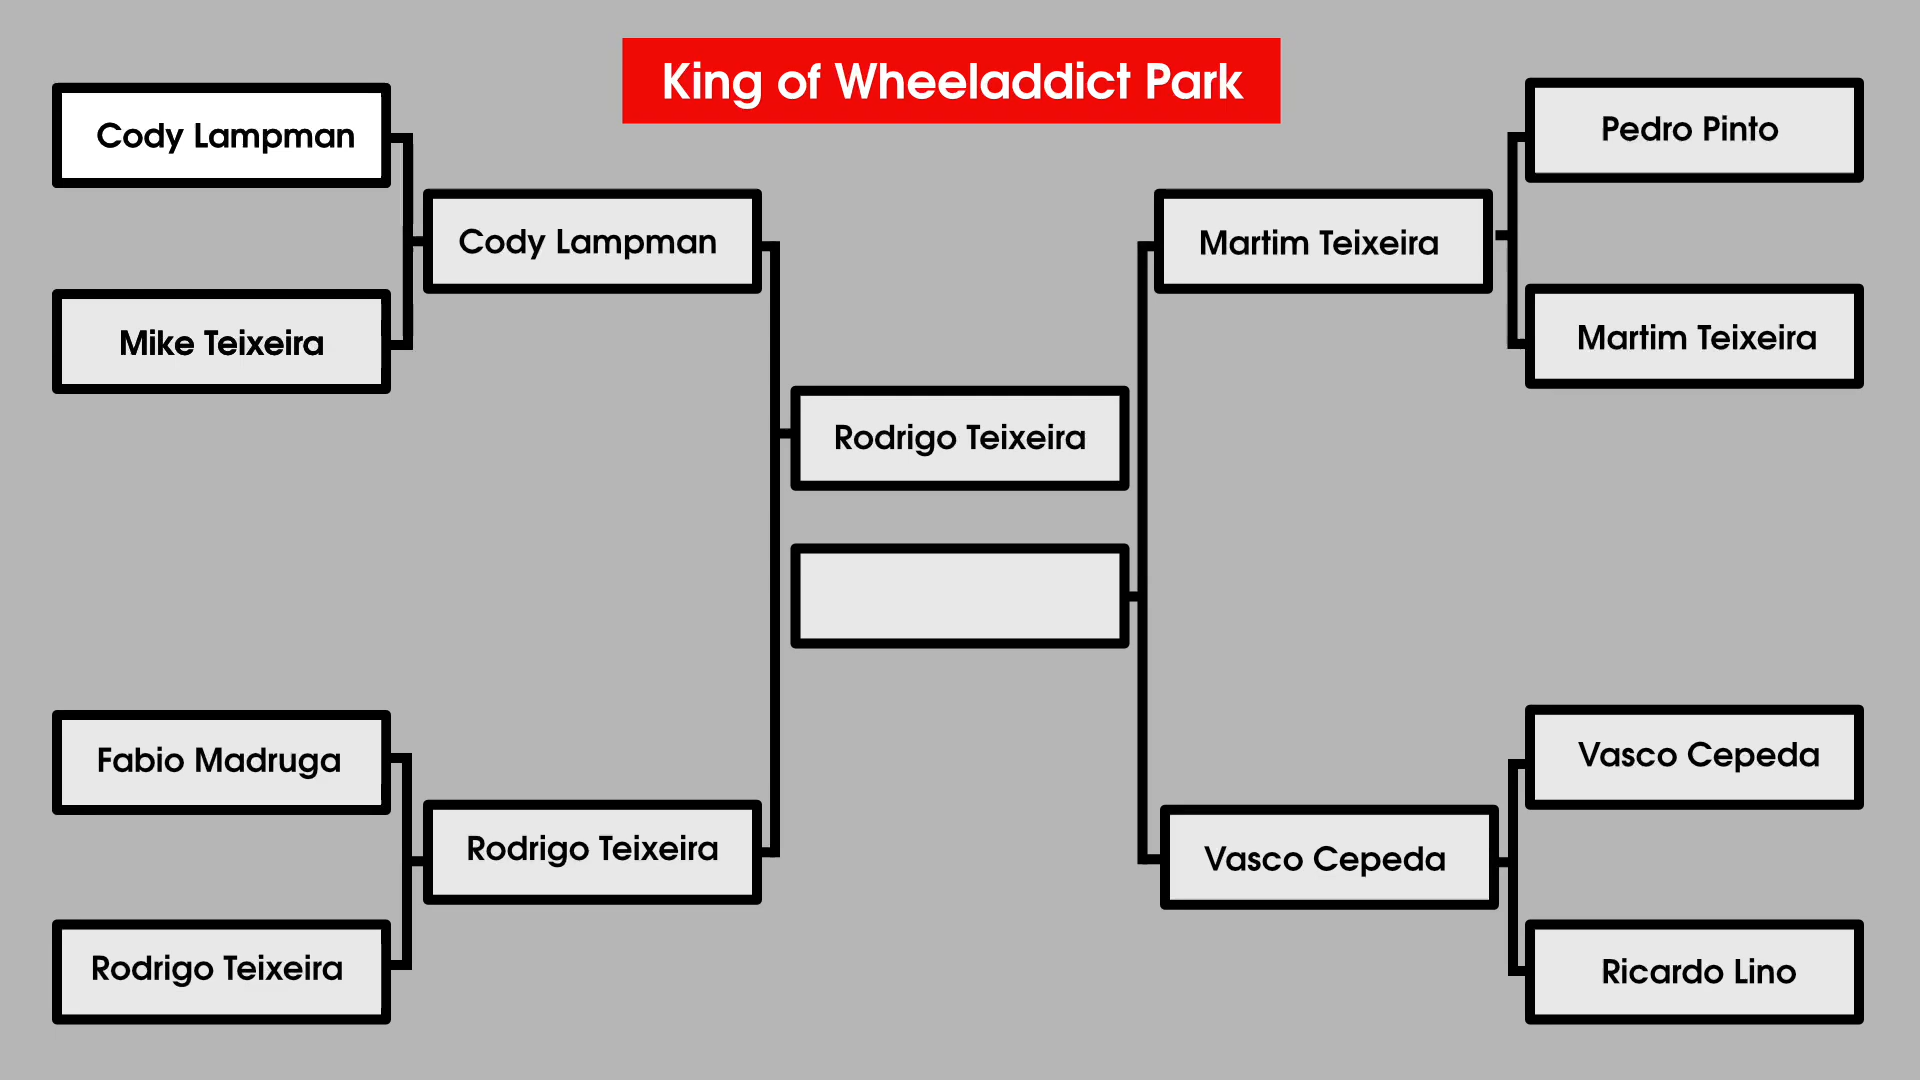 King of Wheeladdict Park
Cody Lampman
Mike Teixeira
Cody Lampman
Fabio Madruga
Rodrigo Teixeira
Rodrigo Teixeira
Rodrigo Teixeira
Martim Teixeira
Pedro Pinto
Martim Teixeira
Vasco Cepeda
Vasco Cepeda
Ricardo Lino